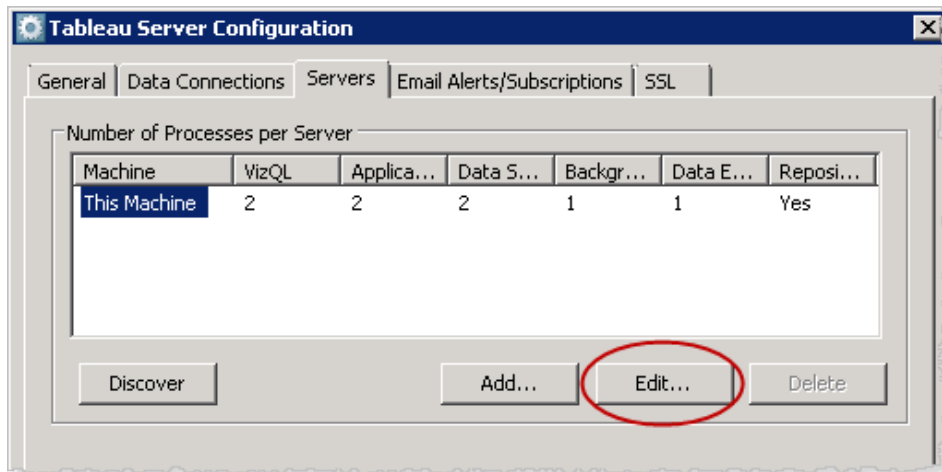 Tableau Server Configuration
General Data Connections Servers Email Alerts/Subscriptions SSL
Number of Processes per Server
Machine VizQL Applica... Data S... Backgr... Data E... Reposi...
This Machine 2 2 2 1 1 Yes
Discover Add... Edit... Delete